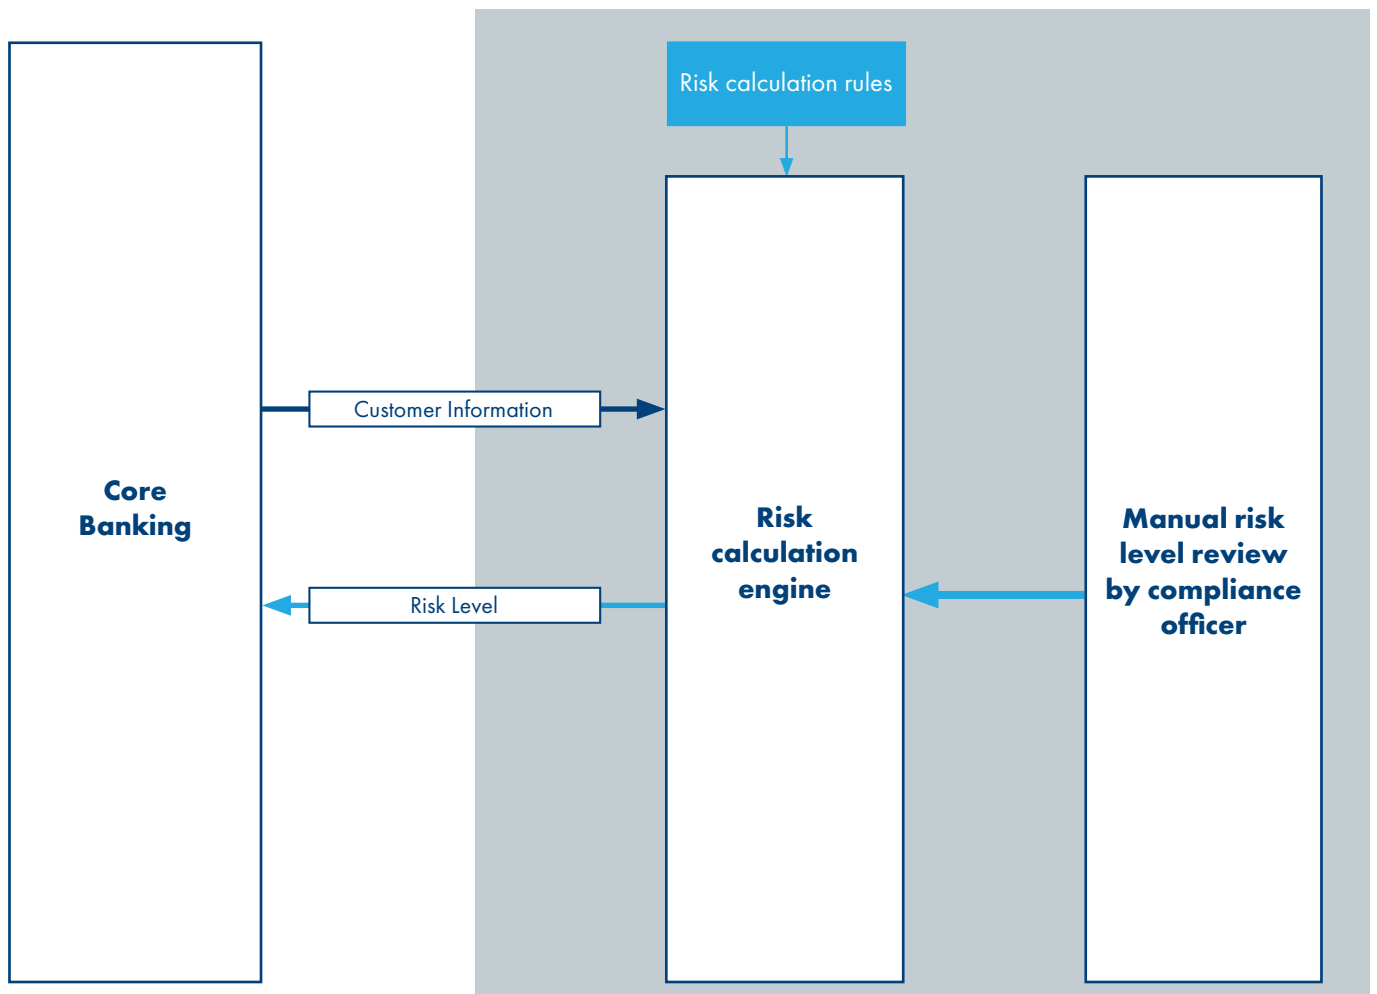 Risk calculation rules
Customer Information
Core
Banking
Risk Level
Risk
calculation
engine
Manual risk
level review
by compliance
officer